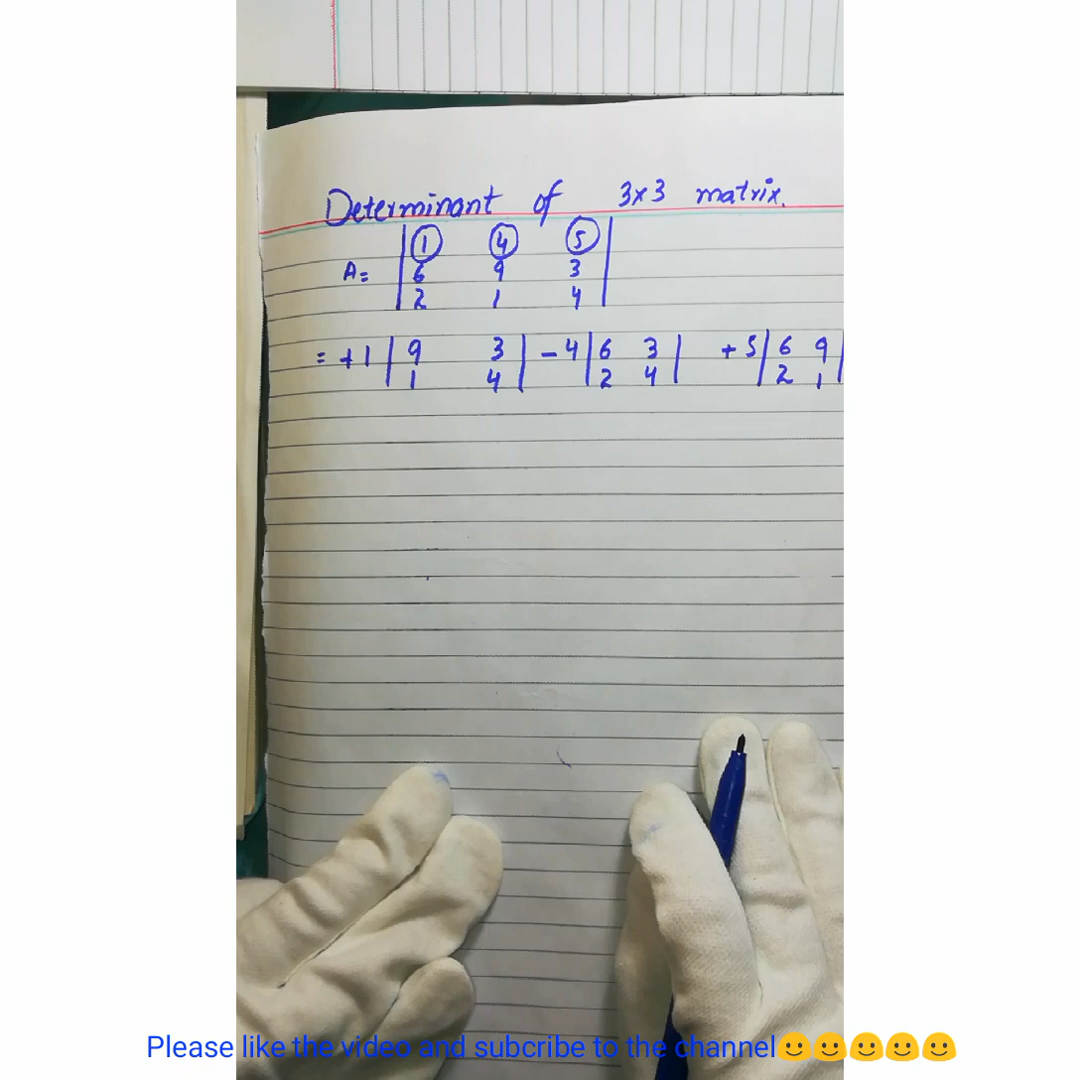 Determinant of 3x3 matrix.
| 1 4 5 |
A= | 6 9 3 |
| 2 1 4 |
= +1 | 9 3 | - 4 | 6 3 | + 5 | 6 9 |
| 1 4 | | 2 4 | | 2 1 |
Please like the video and subcribe to the channel🙂🙂🙂🙂🙂